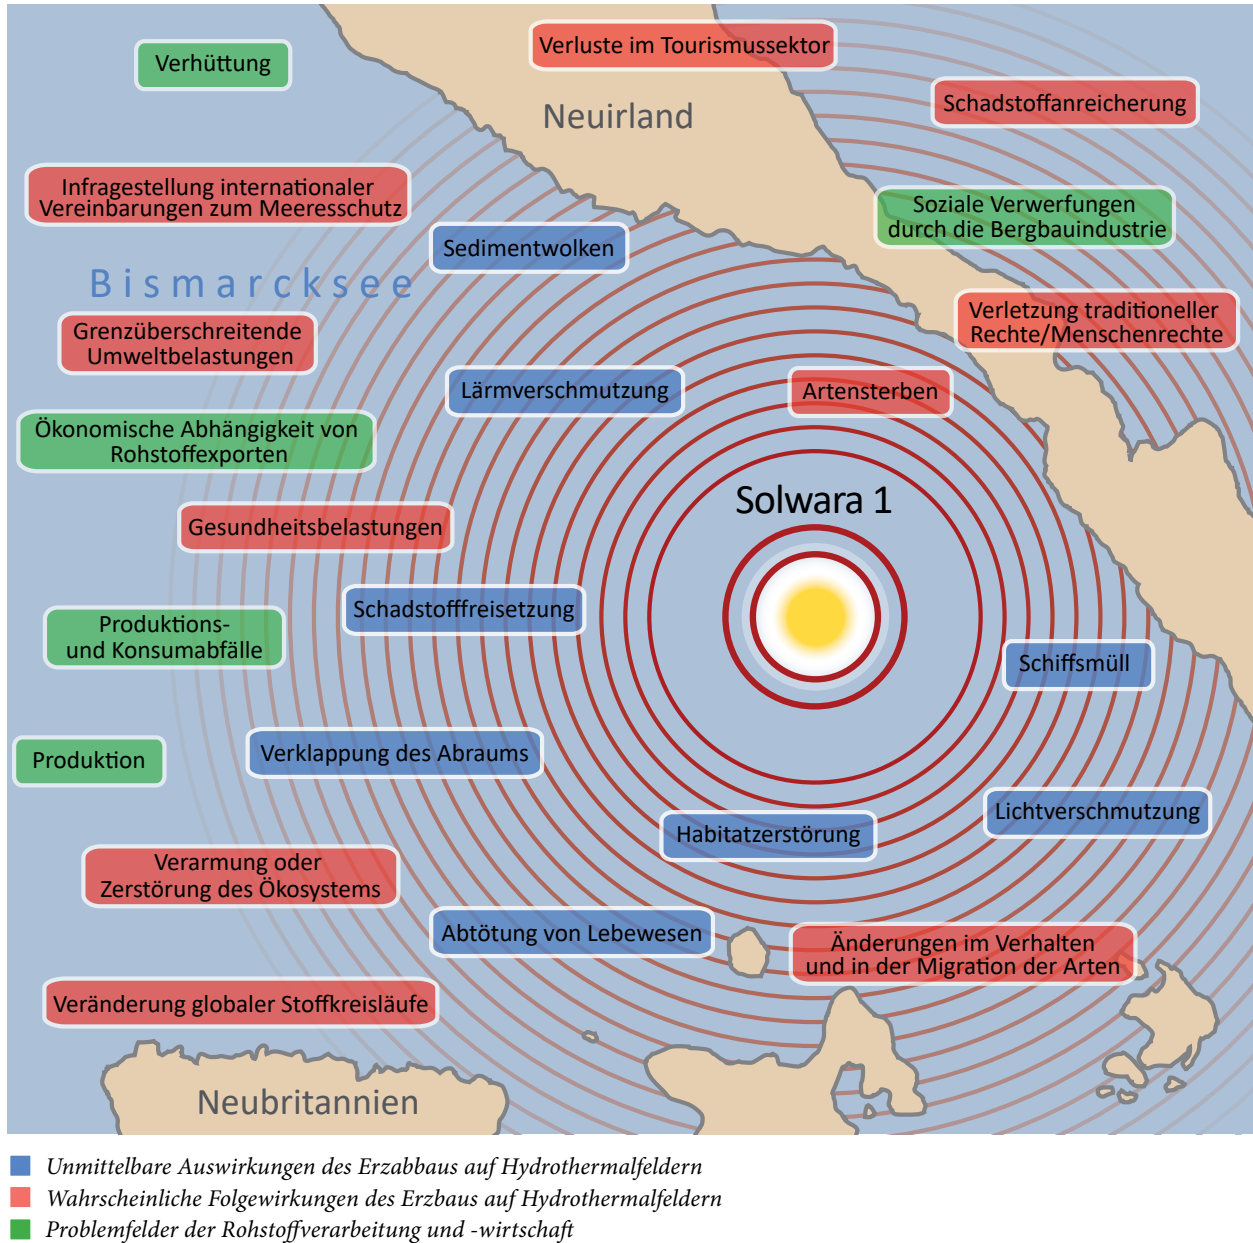 Verluste im Tourismussektor
Verhüttung
Schadstoffanreicherung
Neuirland
Infragestellung internationaler
Vereinbarungen zum Meeresschutz
Soziale Verwerfungen
durch die Bergbauindustrie
Sedimentwolken
Bismarcksee
Verletzung traditioneller
Rechte/Menschenrechte
Grenzüberschreitende
Umweltbelastungen
Lärmverschmutzung
Artensterben
Ökonomische Abhängigkeit von
Rohstoffexporten
Solwara 1
Gesundheitsbelastungen
Schadstofffreisetzung
Produktions-
und Konsumabfälle
Schiffsmüll
Verklappung des Abraums
Produktion
Lichtverschmutzung
Habitatzerstörung
Verarmung oder
Zerstörung des Ökosystems
Abtötung von Lebewesen
Änderungen im Verhalten
und in der Migration der Arten
Veränderung globaler Stoffkreisläufe
Neubritannien
Unmittelbare Auswirkungen des Erzabbaus auf Hydrothermalfeldern
Wahrscheinliche Folgewirkungen des Erzbaus auf Hydrothermalfeldern
Problemfelder der Rohstoffverarbeitung und -wirtschaft